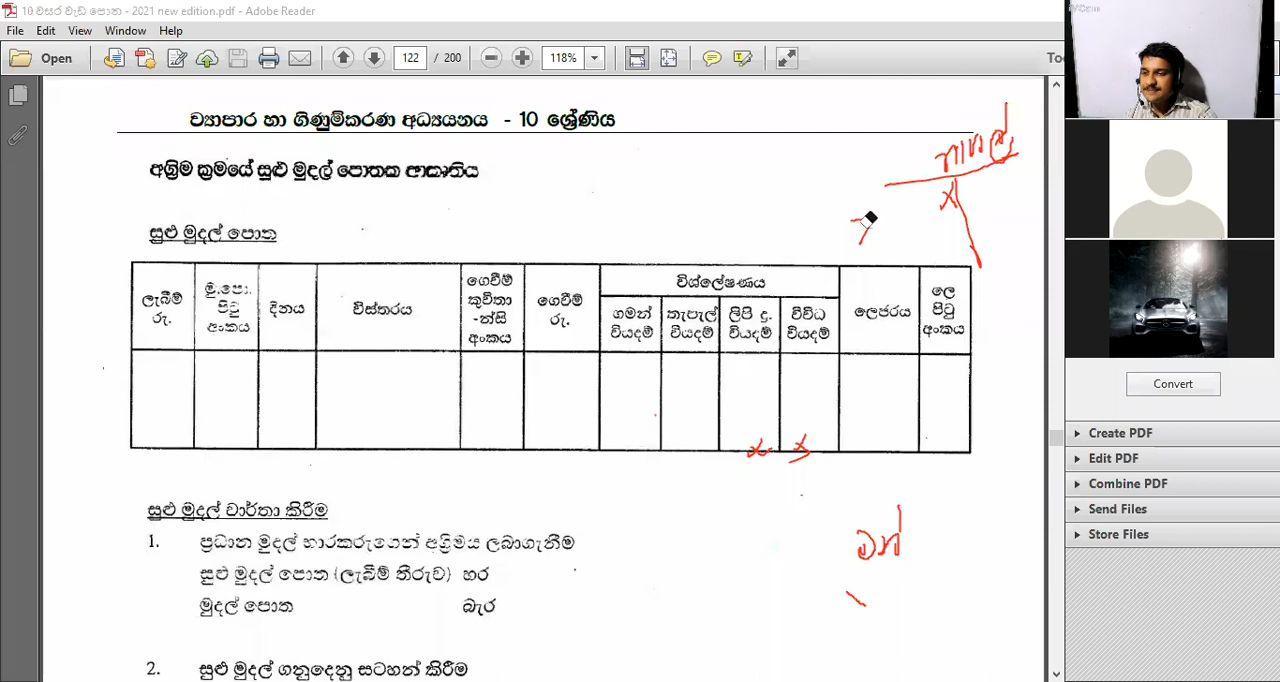 10 වසර වැඩ පොත - 2021 new edition.pdf - Adobe Reader
File Edit View Window Help
Open 122 / 200 118% Too
ව්‍යාපාර හා ගිණුම්කරණ අධ්‍යයනය - 10 ශ්‍රේණිය
අග්‍රිම ක්‍රමයේ සුළු මුදල් පොතක ආකෘතිය
සුළු මුදල් පොත
ලැබීම් රු.
මු.පො. පිටු අංකය
දිනය
විස්තරය
ගෙවීම් කුවිතා -න්සි අංකය
ගෙවීම් රු.
විශ්ලේෂණය
ගමන් වියදම්
තැපැල් වියදම්
ලිපි ද්‍ර. වියදම්
විවිධ වියදම්
ලෙජරය
ලෙ පිටු අංකය
සුළු මුදල් වාර්තා කිරීම
1. ප්‍රධාන මුදල් භාරකරුගෙන් අග්‍රිමය ලබාගැනීම
සුළු මුදල් පොත (ලැබීම් තීරුව) හර
මුදල් පොත බැර
2. සුළු මුදල් ගනුදෙනු සටහන් කිරීම
Convert
Create PDF
Edit PDF
Combine PDF
Send Files
Store Files